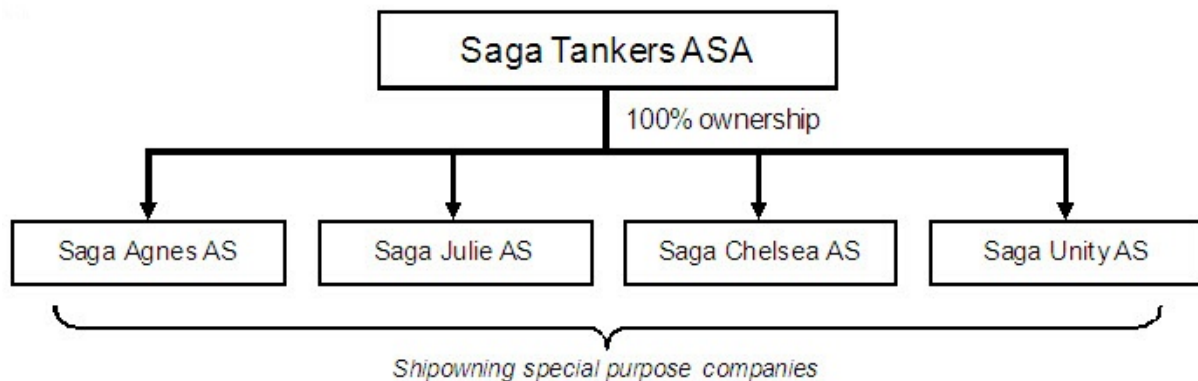 Saga Tankers ASA
100% ownership
Saga Agnes AS
Saga Julie AS
Saga Chelsea AS
Saga Unity AS
Shipowning special purpose companies